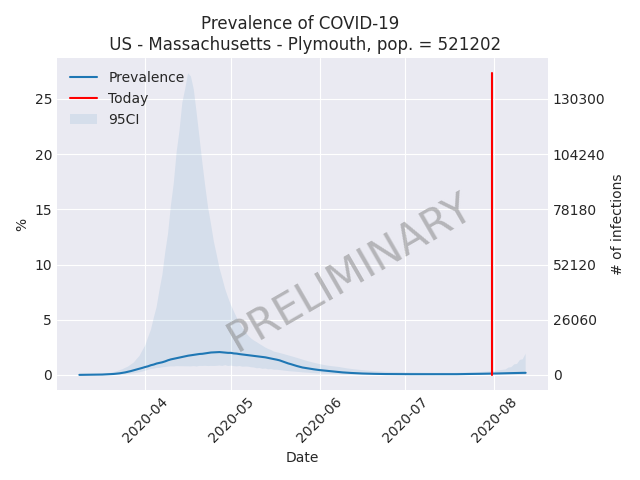 Prevalence of COVID-19
US - Massachusetts - Plymouth, pop. = 521202
Prevalence
Today
95CI
25
20
15
10
5
0
%
130300
104240
78180
52120
26060
0
# of infections
PRELIMINARY
2020-04
2020-05
2020-06
2020-07
2020-08
Date